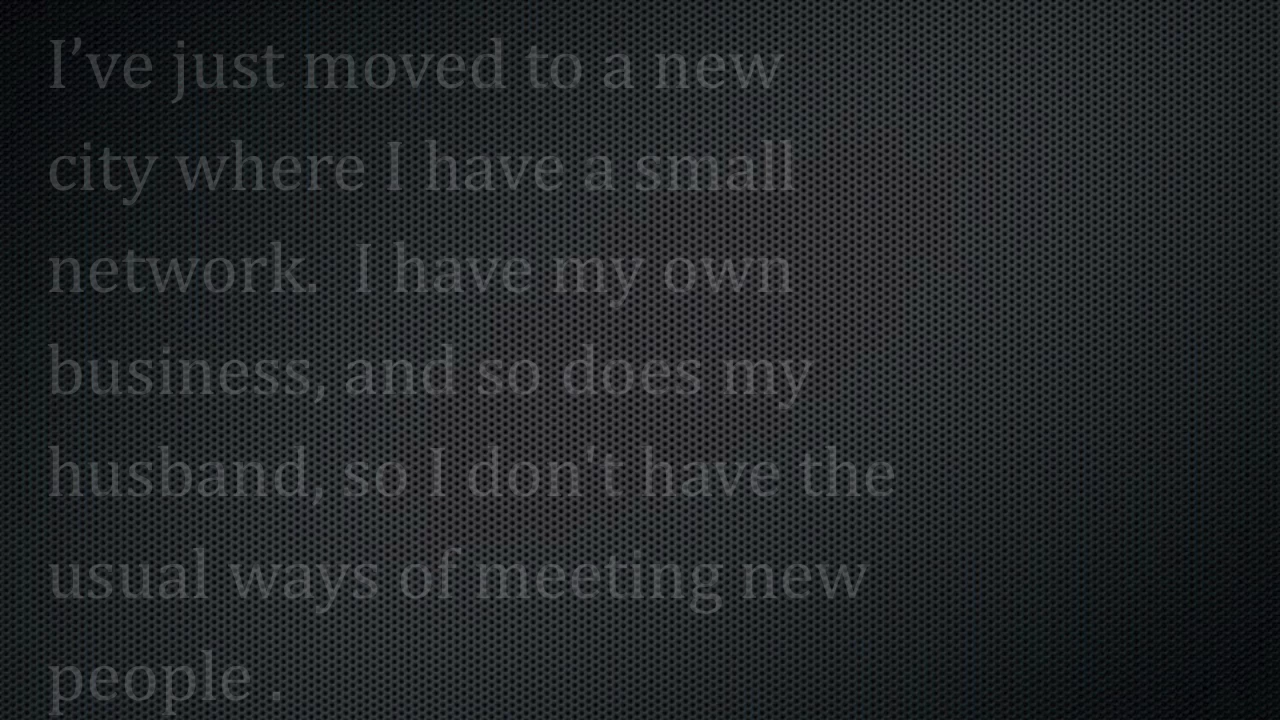 I’ve just moved to a new
city where I have a small
network.  I have my own
business, and so does my
husband, so I don't have the
usual ways of meeting new
people .